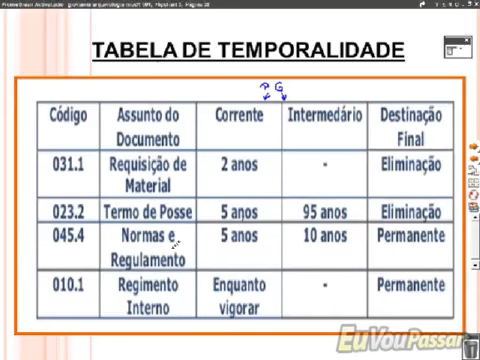 TABELA DE TEMPORALIDADE
P G
Código Assunto do Documento Corrente Intermedário Destinação Final
031.1 Requisição de Material 2 anos - Eliminação
023.2 Termo de Posse 5 anos 95 anos Eliminação
045.4 Normas e Regulamento 5 anos 10 anos Permanente
010.1 Regimento Interno Enquanto vigorar - Permanente
EuVouPassar